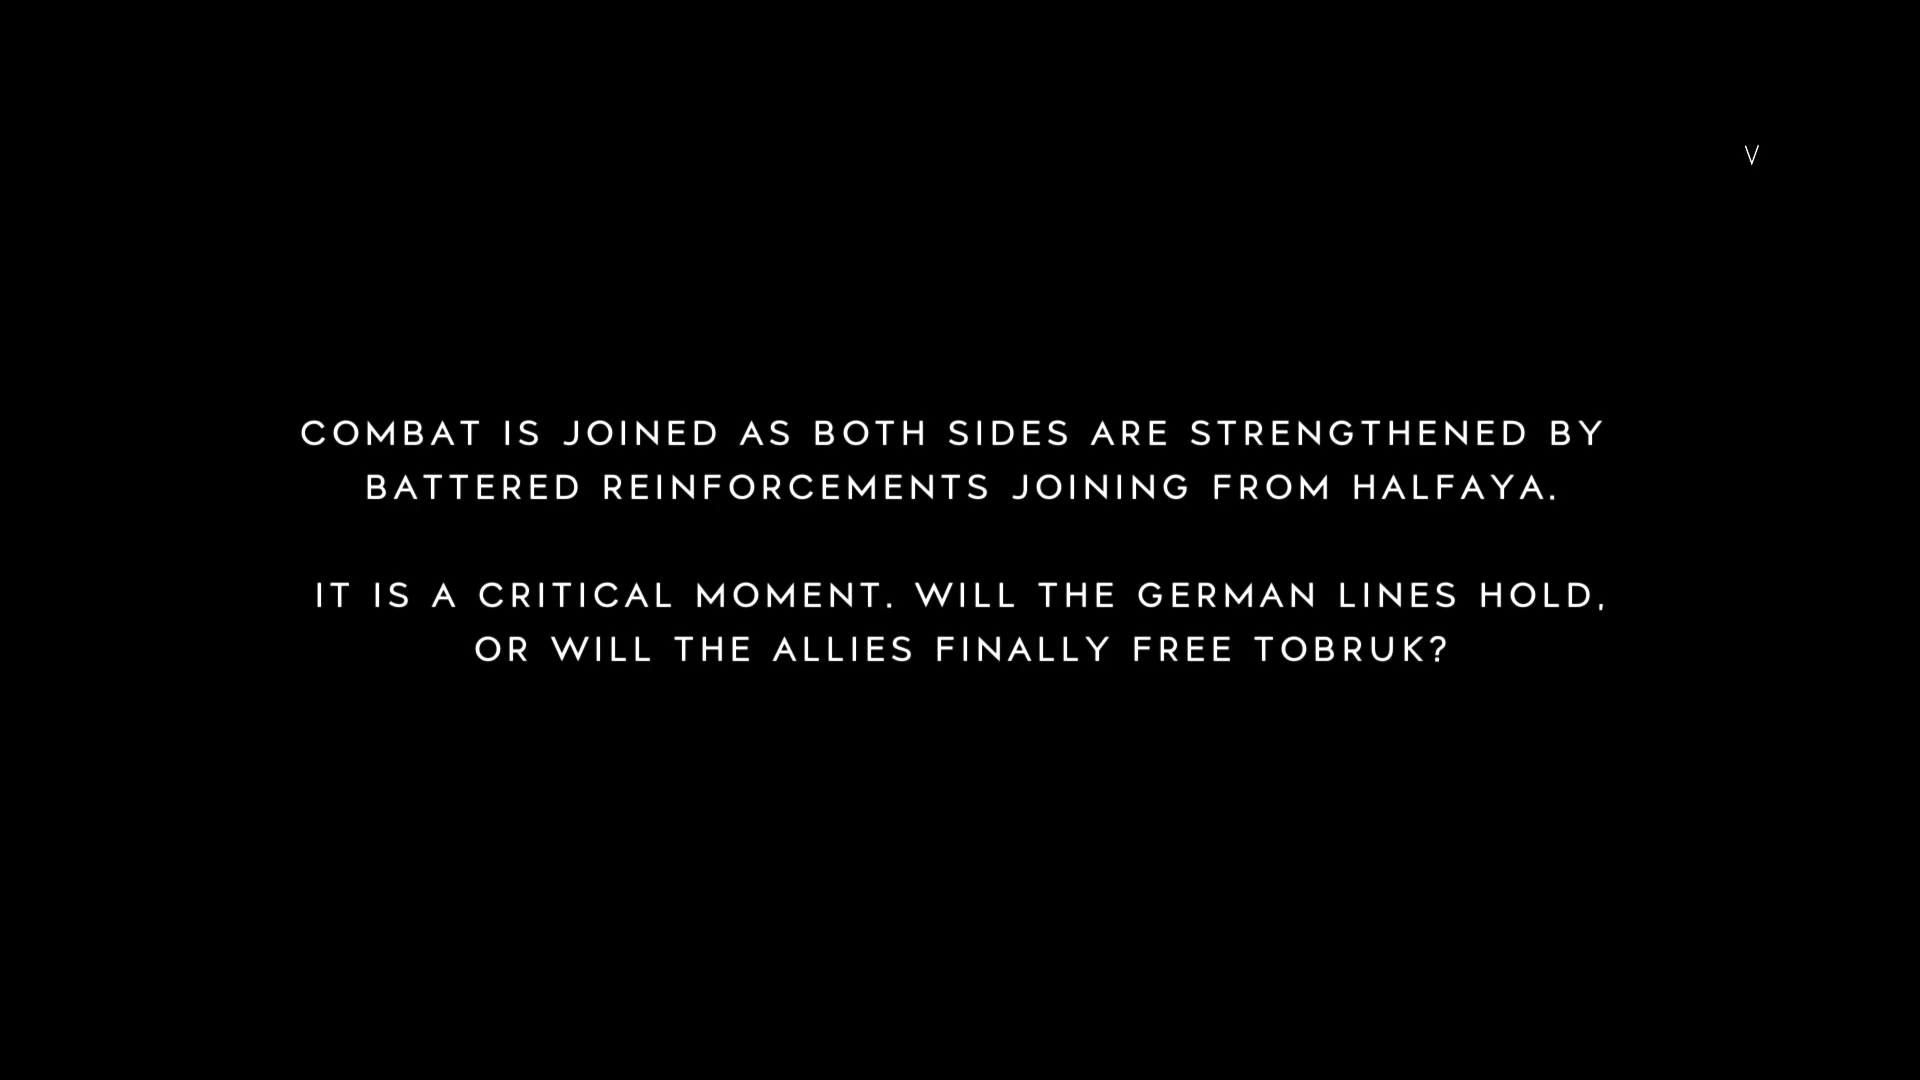 V
COMBAT IS JOINED AS BOTH SIDES ARE STRENGTHENED BY
BATTERED REINFORCEMENTS JOINING FROM HALFAYA.
IT IS A CRITICAL MOMENT. WILL THE GERMAN LINES HOLD,
OR WILL THE ALLIES FINALLY FREE TOBRUK?